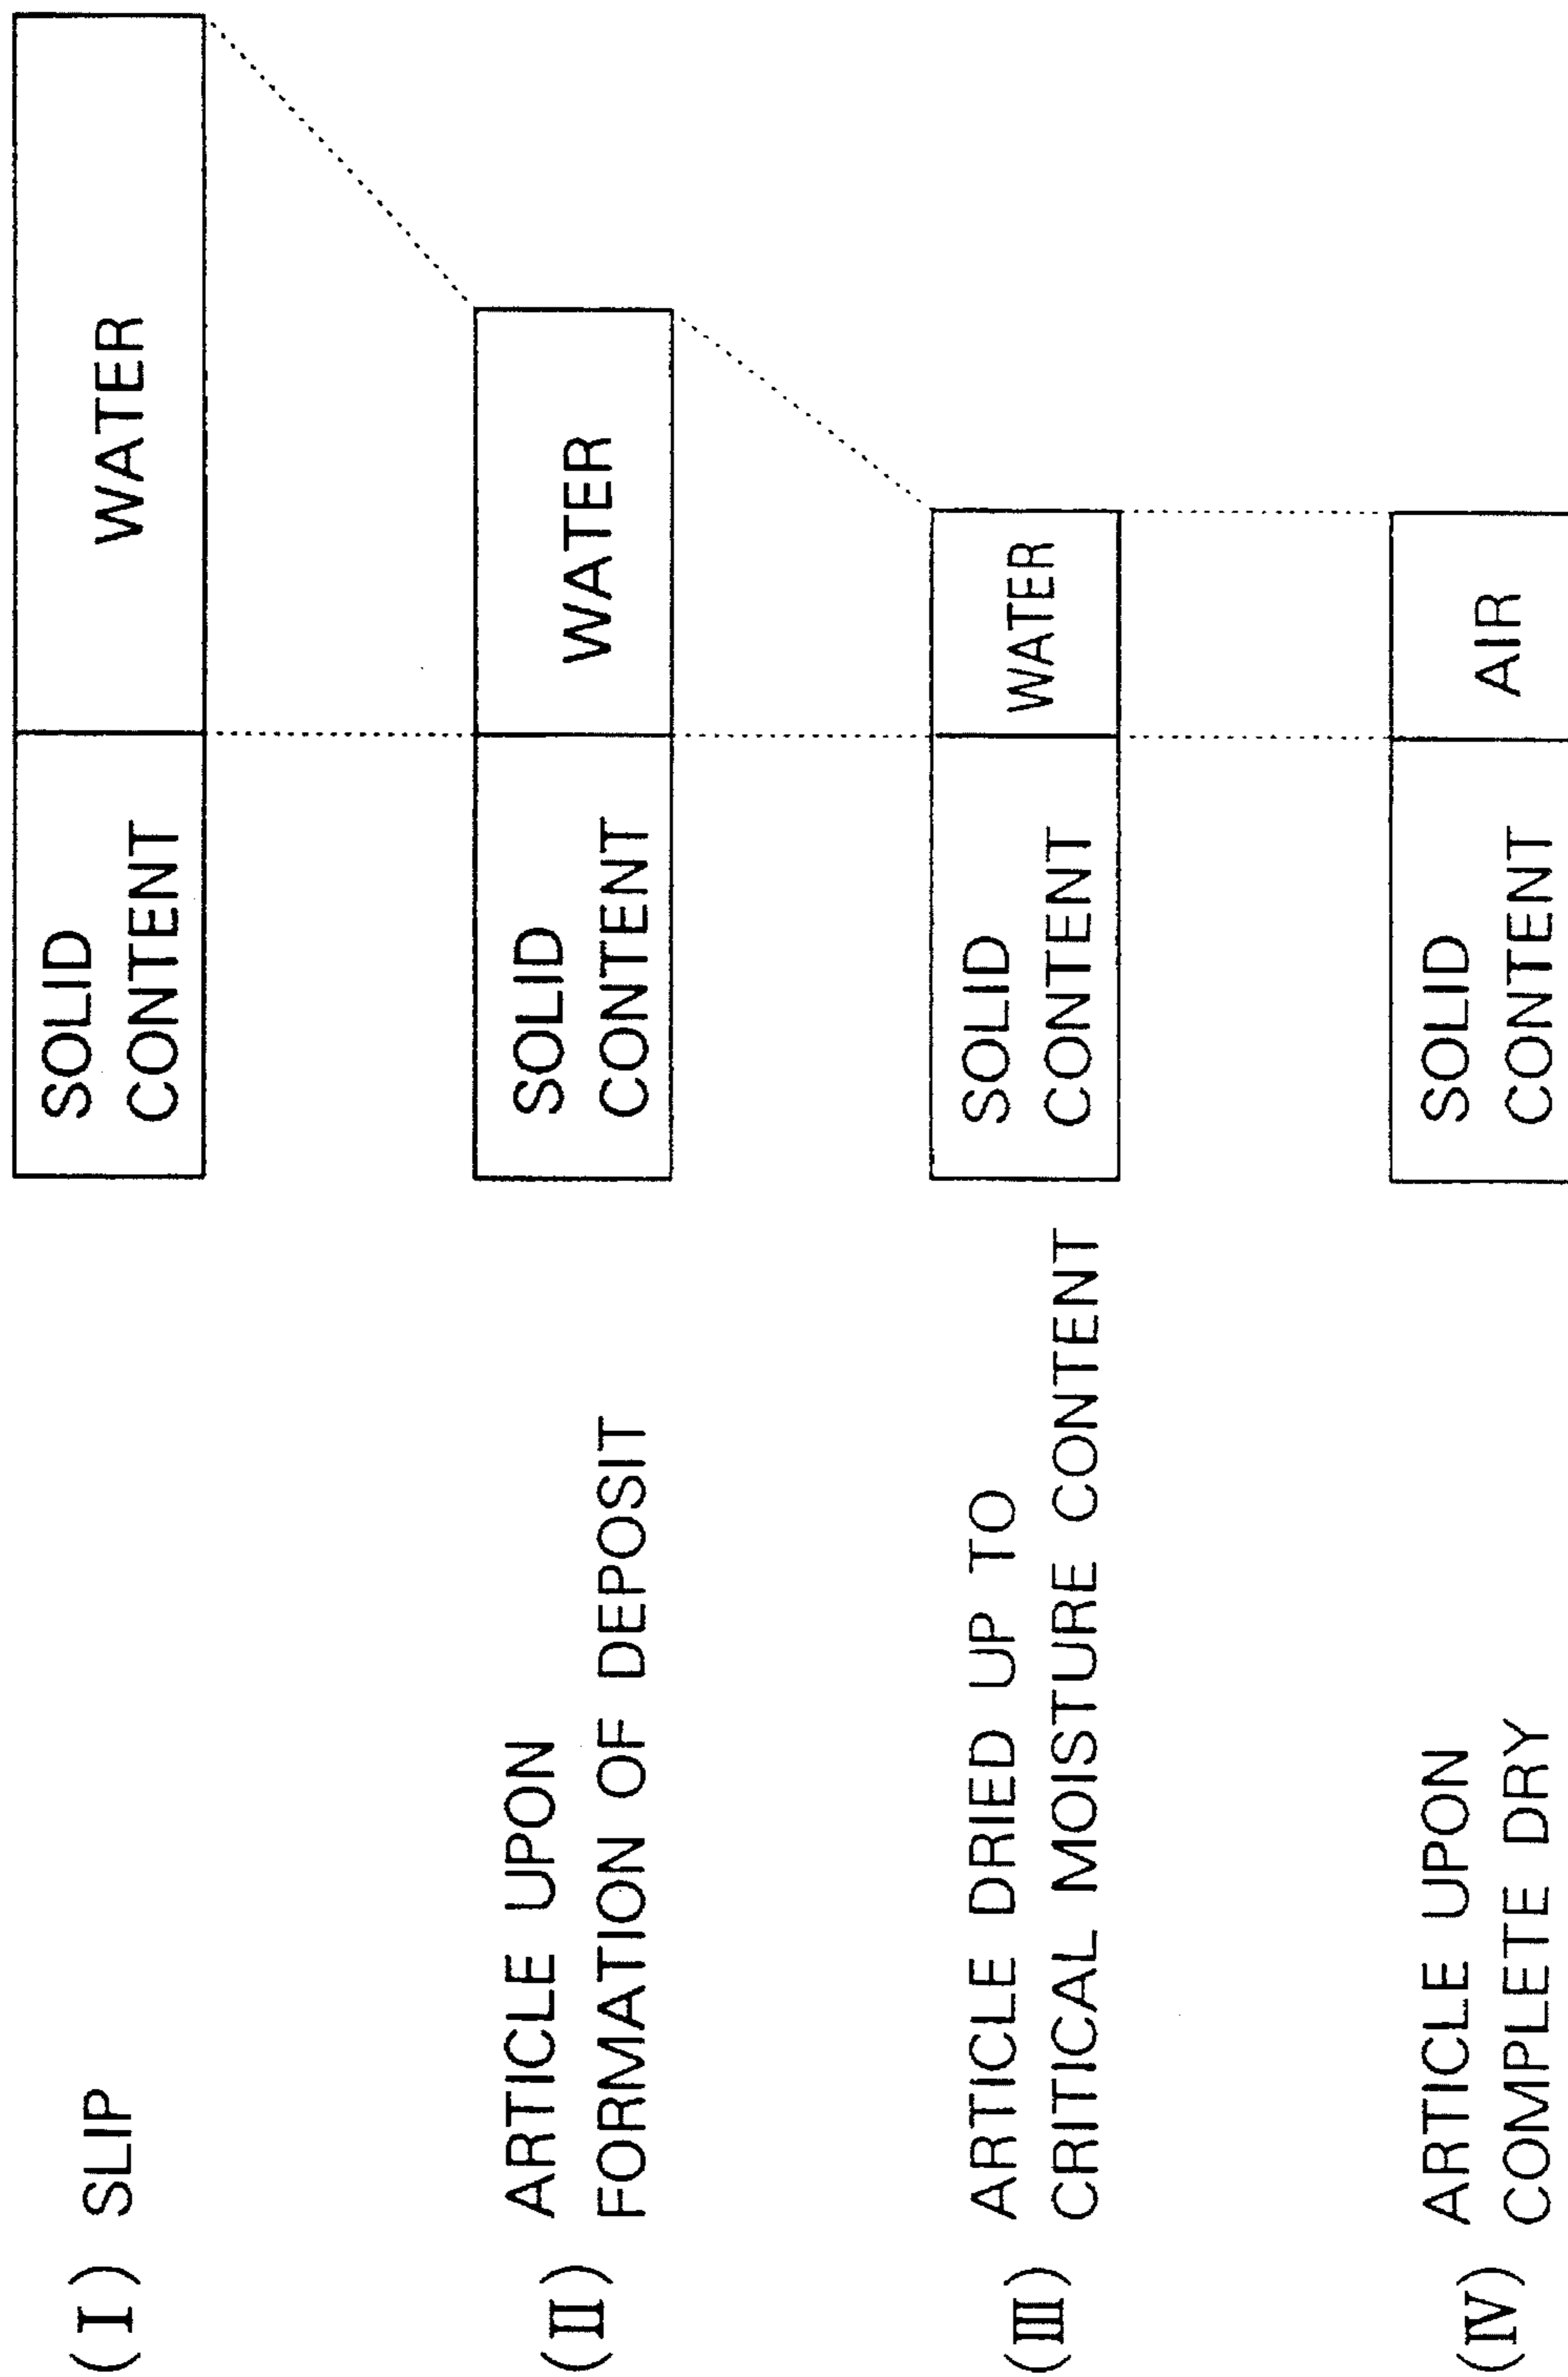 (I) SLIP
SOLID
CONTENT
WATER
(II) ARTICLE UPON
FORMATION OF DEPOSIT
SOLID
CONTENT
WATER
(III) ARTICLE DRIED UP TO
CRITICAL MOISTURE CONTENT
SOLID
CONTENT
WATER
(IV) ARTICLE UPON
COMPLETE DRY
SOLID
CONTENT
AIR